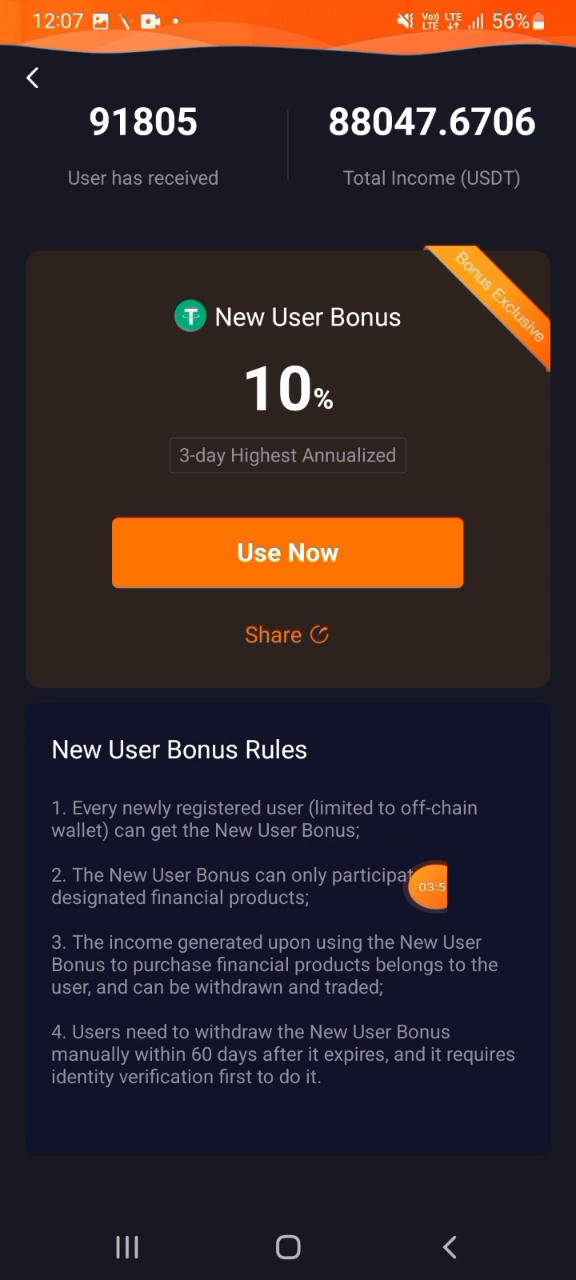 12:07
Vo)) LTE
LTE
56%
91805
88047.6706
User has received
Total Income (USDT)
Bonus Exclusive
New User Bonus
10%
3-day Highest Annualized
Use Now
Share
New User Bonus Rules
1. Every newly registered user (limited to off-chain
wallet) can get the New User Bonus;
2. The New User Bonus can only participat
03:5
designated financial products;
3. The income generated upon using the New User
Bonus to purchase financial products belongs to the
user, and can be withdrawn and traded;
4. Users need to withdraw the New User Bonus
manually within 60 days after it expires, and it requires
identity verification first to do it.